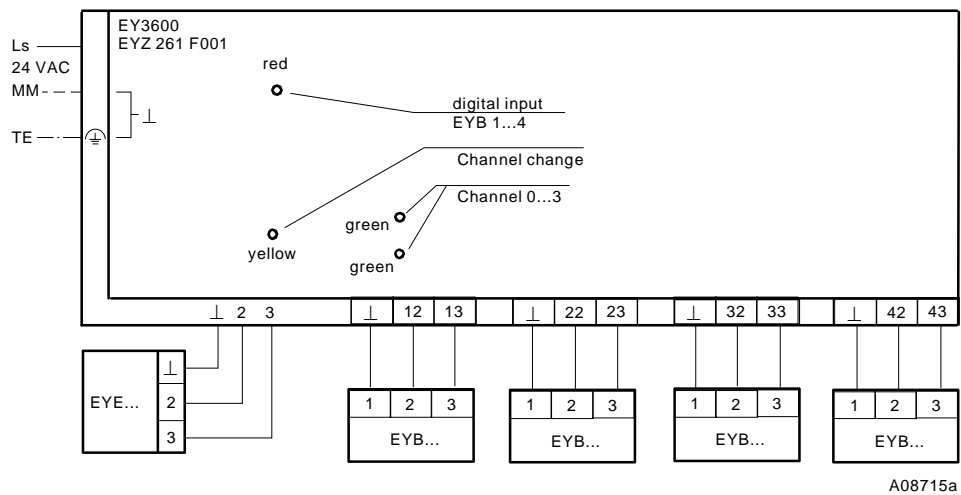 EY3600
EYZ 261 F001
Ls
24 VAC
MM
TE
⊥
red
digital input
EYB 1...4
Channel change
Channel 0...3
green
yellow
green
⊥ 2 3 ⊥ 12 13 ⊥ 22 23 ⊥ 32 33 ⊥ 42 43
EYE...
⊥
2
3
1 2 3
EYB...
1 2 3
EYB...
1 2 3
EYB...
1 2 3
EYB...
A08715a